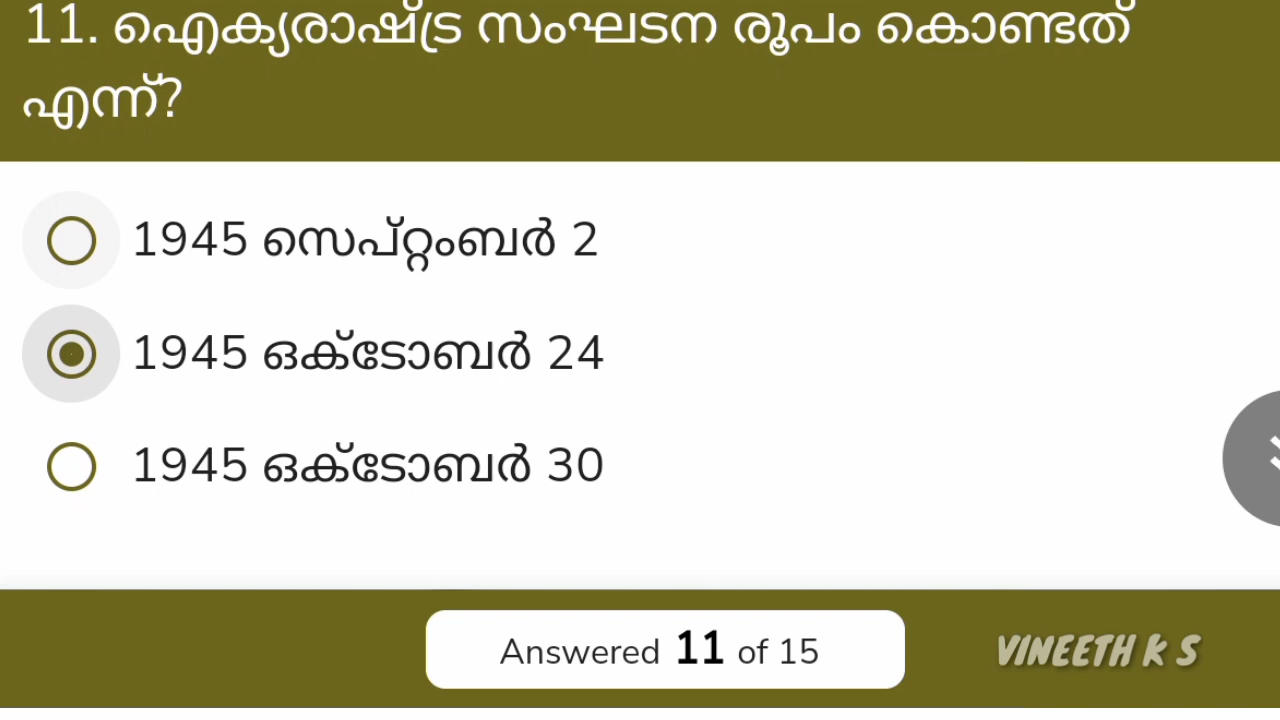 11. ഐക്യരാഷ്ട്ര സംഘടന രൂപം കൊണ്ടത്
എന്ന്?
1945 സെപ്റ്റംബർ 2
1945 ഒക്ടോബർ 24
1945 ഒക്ടോബർ 30
Answered 11 of 15
VINEETH K S